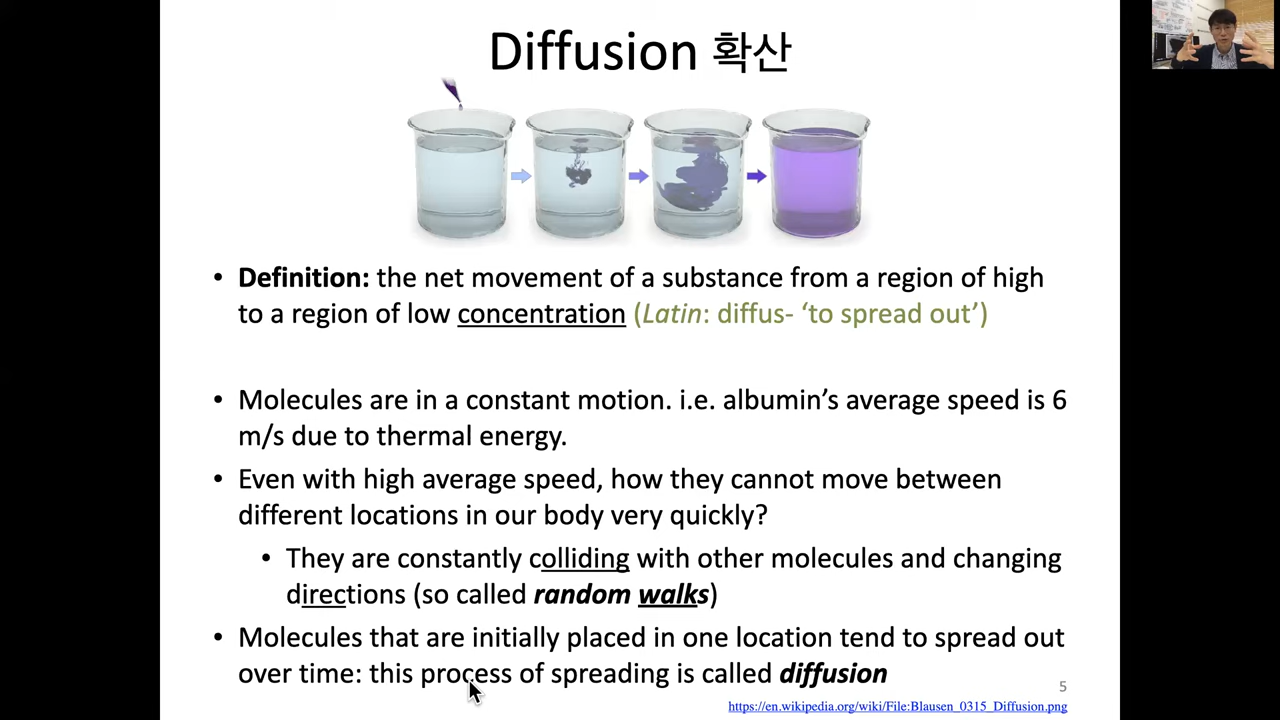 Diffusion 확산
• Definition: the net movement of a substance from a region of high
to a region of low concentration (Latin: diffus- ‘to spread out’)
• Molecules are in a constant motion. i.e. albumin’s average speed is 6
m/s due to thermal energy.
• Even with high average speed, how they cannot move between
different locations in our body very quickly?
• They are constantly colliding with other molecules and changing
directions (so called random walks)
• Molecules that are initially placed in one location tend to spread out
over time: this process of spreading is called diffusion
5
https://en.wikipedia.org/wiki/File:Blausen_0315_Diffusion.png